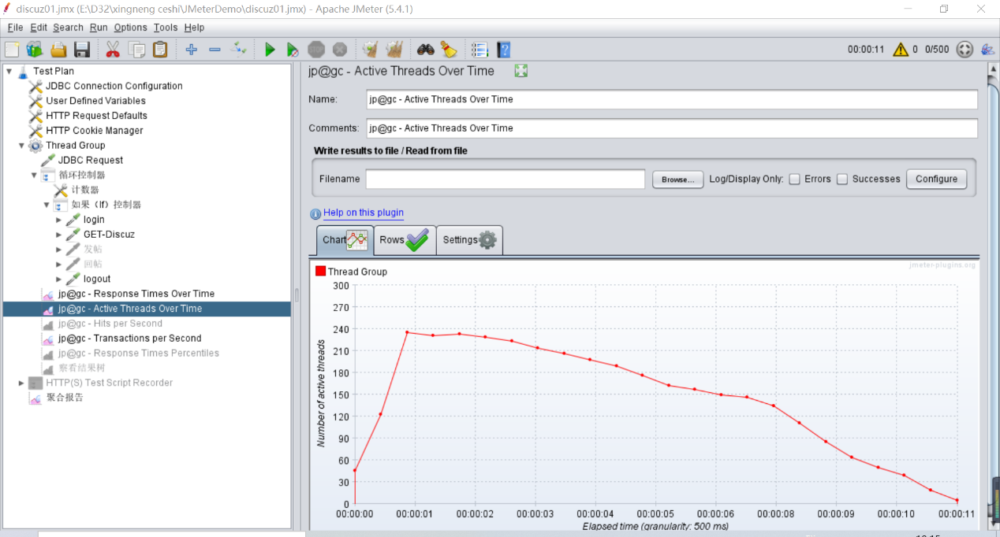 discuz01.jmx (E:\D32\xingneng ceshi\JMeterDemo\discuz01.jmx) - Apache JMeter (5.4.1)
File Edit Search Run Options Tools Help
00:00:11 0 0/500
Test Plan
JDBC Connection Configuration
User Defined Variables
HTTP Request Defaults
HTTP Cookie Manager
Thread Group
JDBC Request
循环控制器
计数器
如果（If）控制器
login
GET-Discuz
发帖
回帖
logout
jp@gc - Response Times Over Time
jp@gc - Active Threads Over Time
jp@gc - Hits per Second
jp@gc - Transactions per Second
jp@gc - Response Times Percentiles
察看结果树
HTTP(S) Test Script Recorder
聚合报告
jp@gc - Active Threads Over Time
Name: jp@gc - Active Threads Over Time
Comments: jp@gc - Active Threads Over Time
Write results to file / Read from file
Filename Browse... Log/Display Only: Errors Successes Configure
Help on this plugin
Chart Rows Settings
jmeter-plugins.org
Thread Group
300
270
240
210
180
150
120
90
60
30
0
Number of active threads
00:00:00 00:00:01 00:00:02 00:00:03 00:00:04 00:00:05 00:00:06 00:00:08 00:00:09 00:00:10 00:00:11
Elapsed time (granularity: 500 ms)